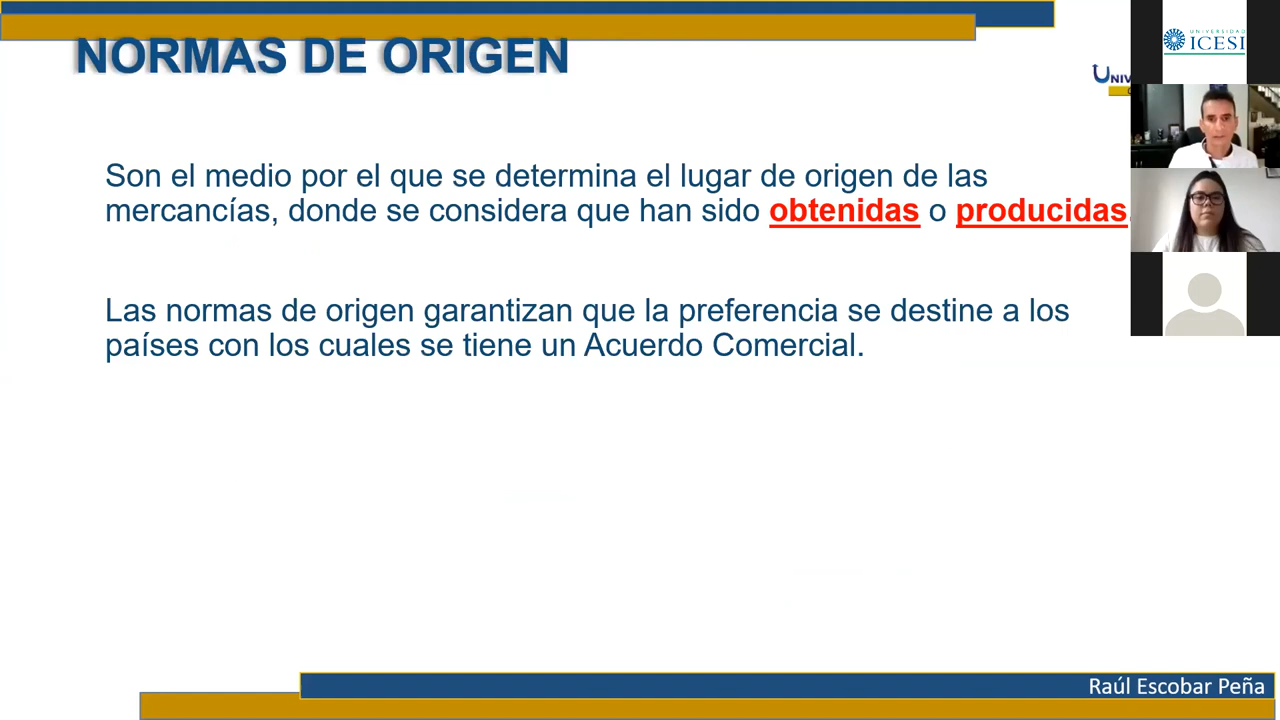 NORMAS DE ORIGEN
UNIVERSIDAD
ICESI
Son el medio por el que se determina el lugar de origen de las
mercancías, donde se considera que han sido obtenidas o producidas.
Las normas de origen garantizan que la preferencia se destine a los
países con los cuales se tiene un Acuerdo Comercial.
Raúl Escobar Peña